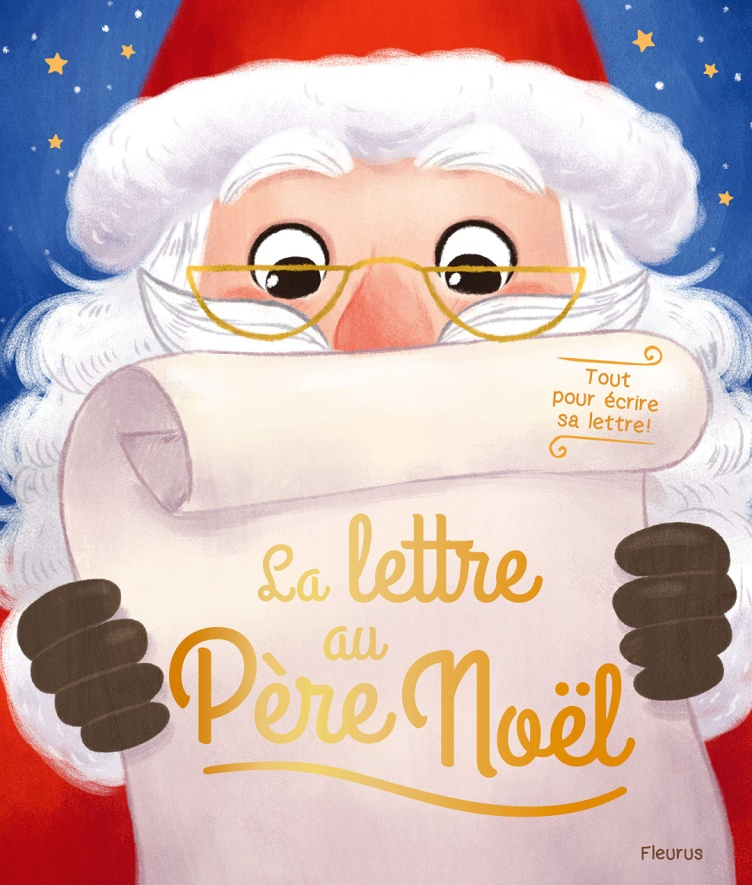 Tout
pour écrire
sa lettre!
La lettre
au
Père Noël
Fleurus